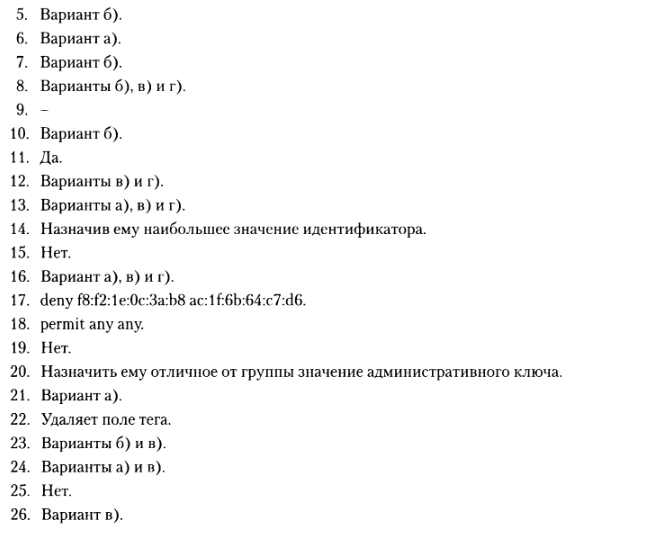 5. Вариант б).
6. Вариант а).
7. Вариант б).
8. Варианты б), в) и г).
9. –
10. Вариант б).
11. Да.
12. Варианты в) и г).
13. Варианты а), в) и г).
14. Назначив ему наибольшее значение идентификатора.
15. Нет.
16. Вариант а), в) и г).
17. deny f8:f2:1e:0c:3a:b8 ac:1f:6b:64:c7:d6.
18. permit any any.
19. Нет.
20. Назначить ему отличное от группы значение административного ключа.
21. Вариант а).
22. Удаляет поле тега.
23. Варианты б) и в).
24. Варианты а) и в).
25. Нет.
26. Вариант в).